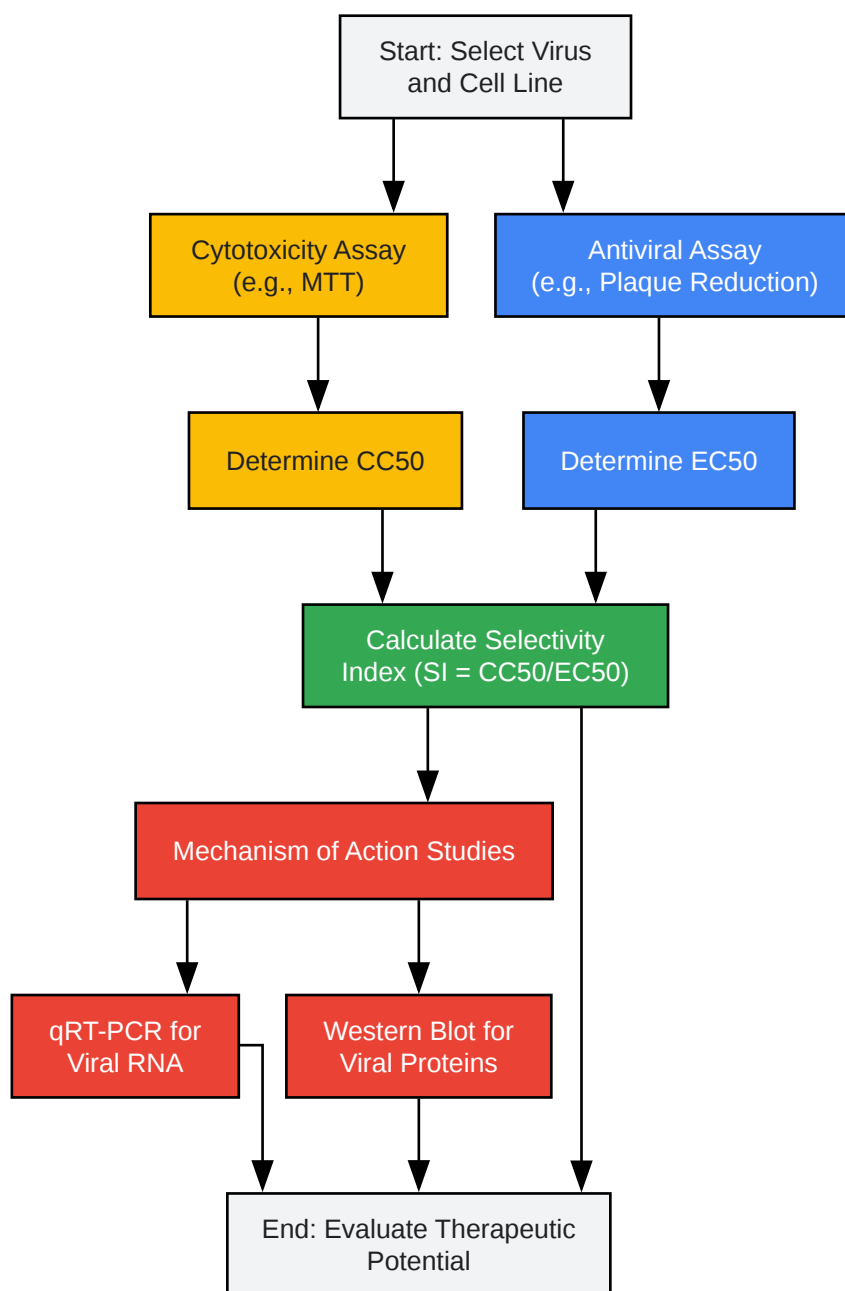 Start: Select Virus
and Cell Line
Cytotoxicity Assay
(e.g., MTT)
Antiviral Assay
(e.g., Plaque Reduction)
Determine CC50
Determine EC50
Calculate Selectivity
Index (SI = CC50/EC50)
Mechanism of Action Studies
qRT-PCR for
Viral RNA
Western Blot for
Viral Proteins
End: Evaluate Therapeutic
Potential